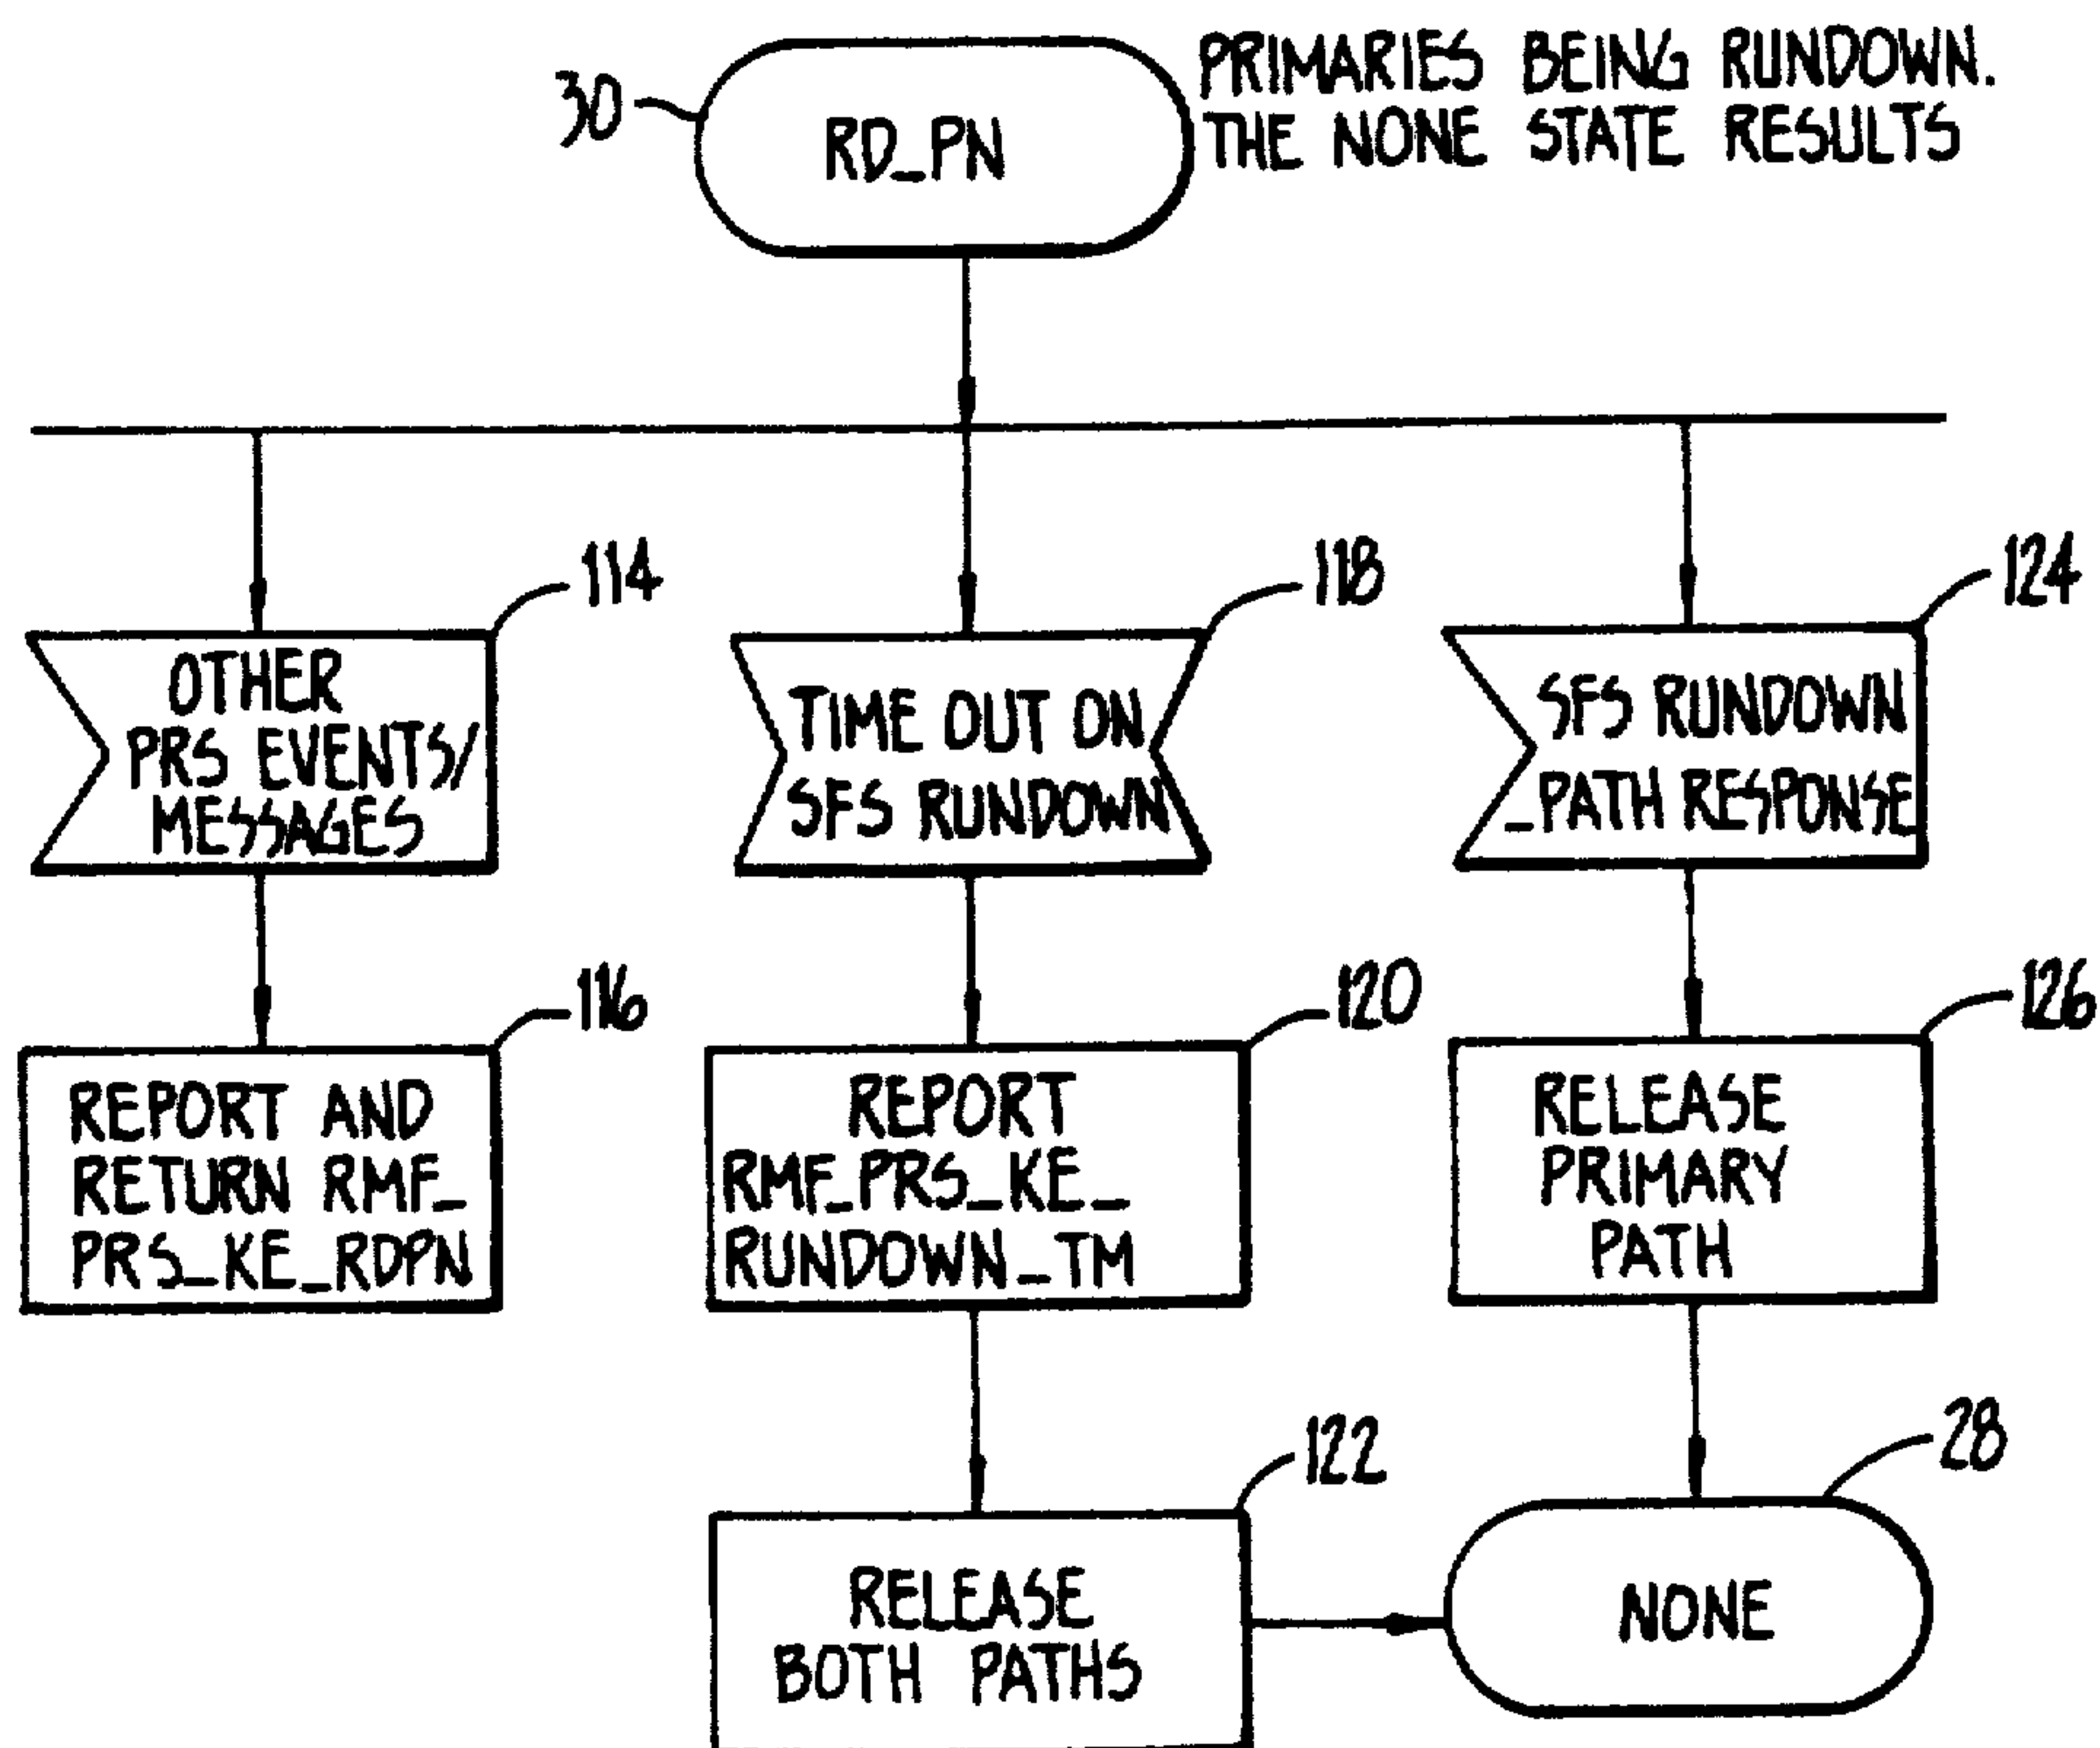 30
RD_PN
PRIMARIES BEING RUNDOWN.
THE NONE STATE RESULTS
114
OTHER
PRS EVENTS/
MESSAGES
118
TIME OUT ON
SFS RUNDOWN
124
SFS RUNDOWN
_PATH RESPONSE
116
REPORT AND
RETURN RMF_
PRS_KE_RDPN
120
REPORT
RMF_PRS_KE_
RUNDOWN_TM
126
RELEASE
PRIMARY
PATH
122
RELEASE
BOTH PATHS
28
NONE